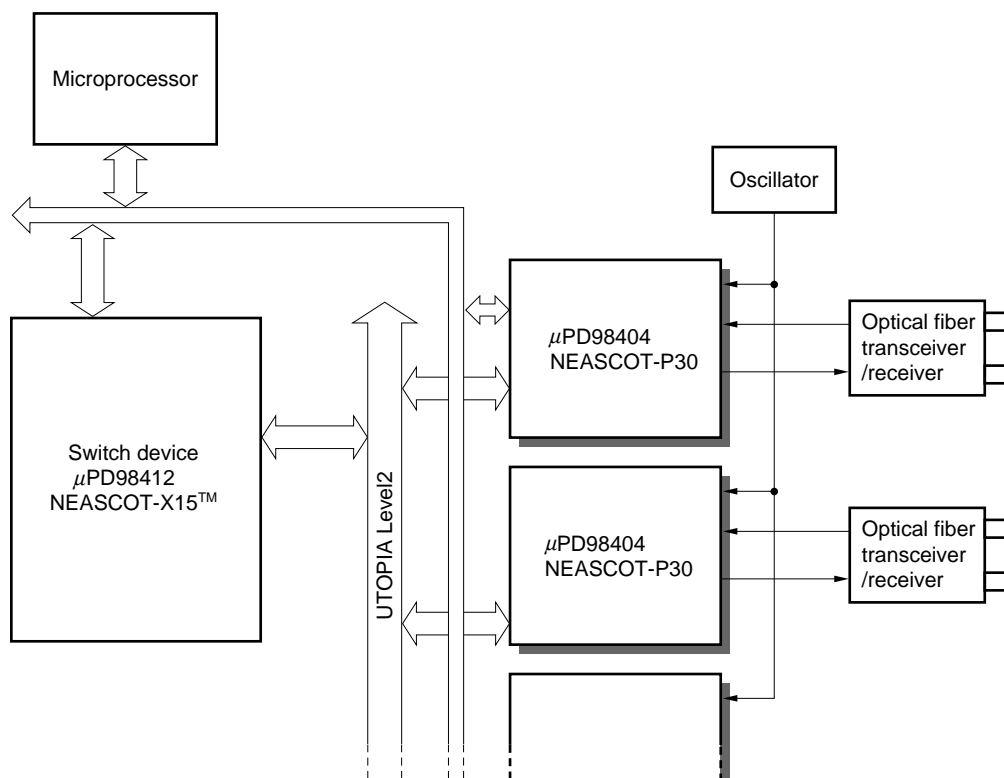 Microprocessor
Oscillator
Optical fiber
transceiver
/receiver
μPD98404
NEASCOT-P30
Switch device
μPD98412
NEASCOT-X15TM
UTOPIA Level2
μPD98404
NEASCOT-P30
Optical fiber
transceiver
/receiver